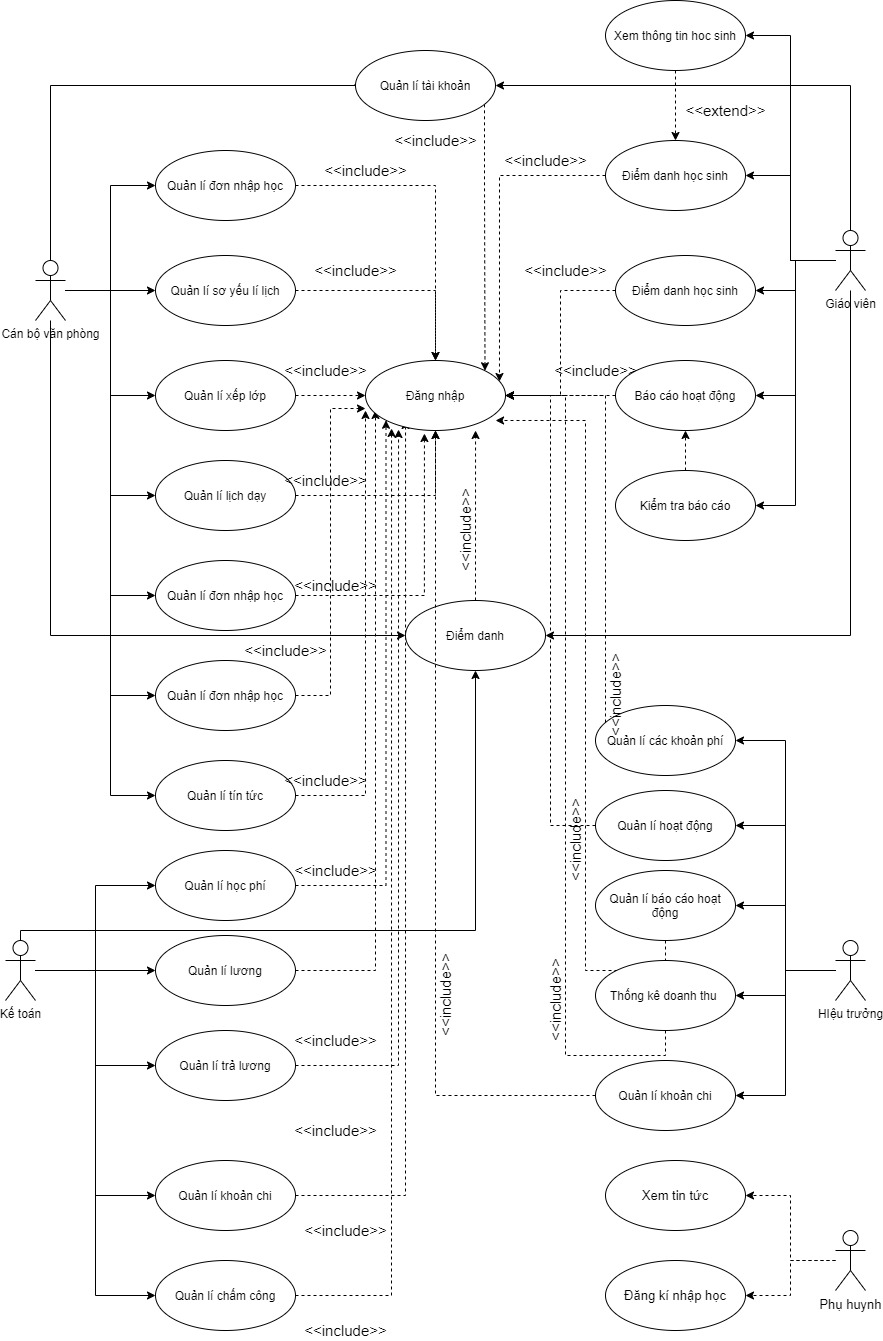 Xem thông tin hoc sinh
Quản lí tài khoản
<<extend>>
<<include>>
<<include>>
<<include>>
Quản lí đơn nhập học
Điểm danh học sinh
<<include>>
<<include>>
Quản lí sơ yếu lí lịch
Điểm danh học sinh
Giáo viên
Cán bộ văn phòng
<<include>>
<<include>>
Quản lí xếp lớp
Đăng nhập
Báo cáo hoạt động
<<include>>
Quản lí lịch dạy
Kiểm tra báo cáo
<<include>>
<<include>>
Quản lí đơn nhập học
Điểm danh
<<include>>
Quản lí đơn nhập học
<<include>>
Quản lí các khoản phí
<<include>>
Quản lí tín tức
Quản lí hoạt động
<<include>>
<<include>>
Quản lí học phí
Quản lí báo cáo hoạt
động
Quản lí lương
<<include>>
<<include>>
Thống kê doanh thu
Kế toán
HIệu trưởng
<<include>>
Quản lí trả lương
Quản lí khoản chi
<<include>>
Quản lí khoản chi
Xem tin tức
<<include>>
Quản lí chấm công
Đăng kí nhập học
Phụ huynh
<<include>>